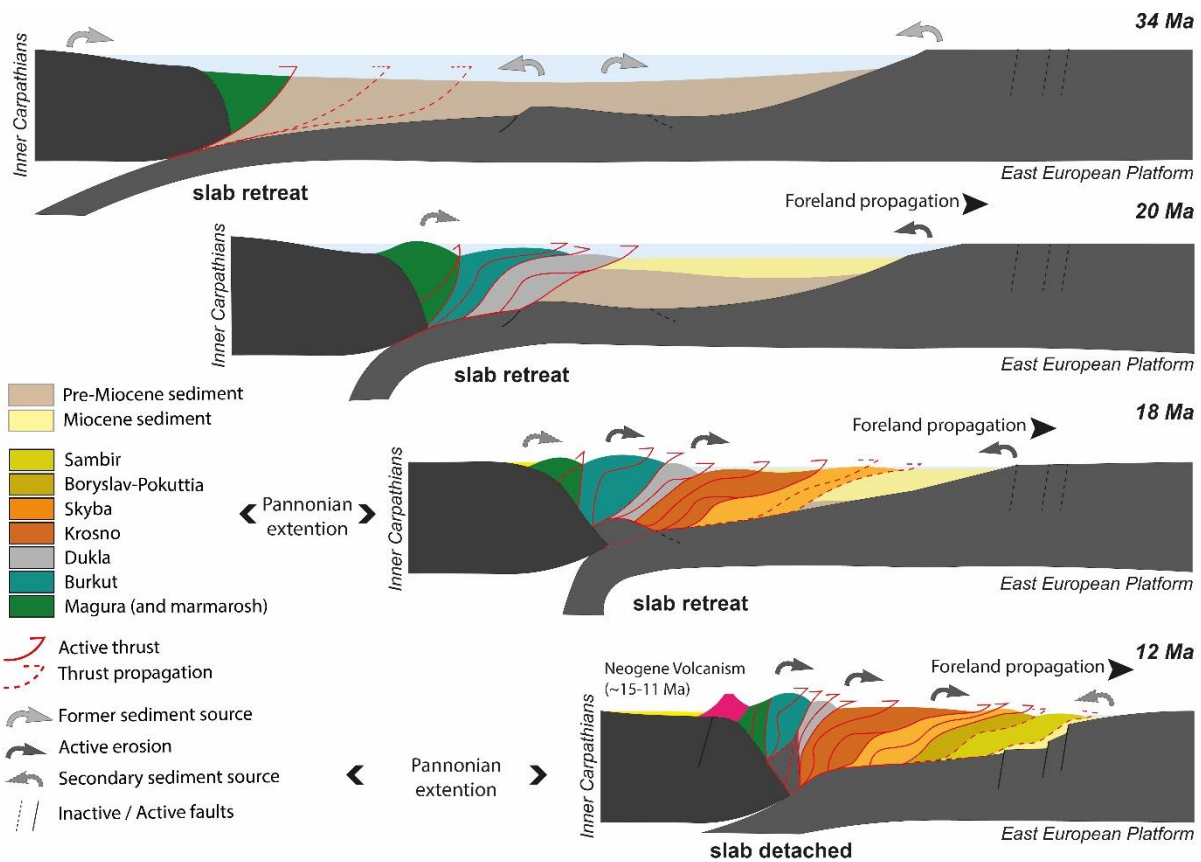 34 Ma
Inner Carpathians
East European Platform
slab retreat
Foreland propagation
20 Ma
Inner Carpathians
East European Platform
slab retreat
Pre-Miocene sediment
Miocene sediment
Sambir
Boryslav-Pokuttia
Skyba
Krosno
Dukla
Burkut
Magura (and marmarosh)
Active thrust
Thrust propagation
Former sediment source
Active erosion
Secondary sediment source
Inactive / Active faults
18 Ma
Foreland propagation
Pannonian
extention
Inner Carpathians
East European Platform
slab retreat
12 Ma
Neogene Volcanism
(~15-11 Ma)
Foreland propagation
Pannonian
extention
Inner Carpathians
East European Platform
slab detached